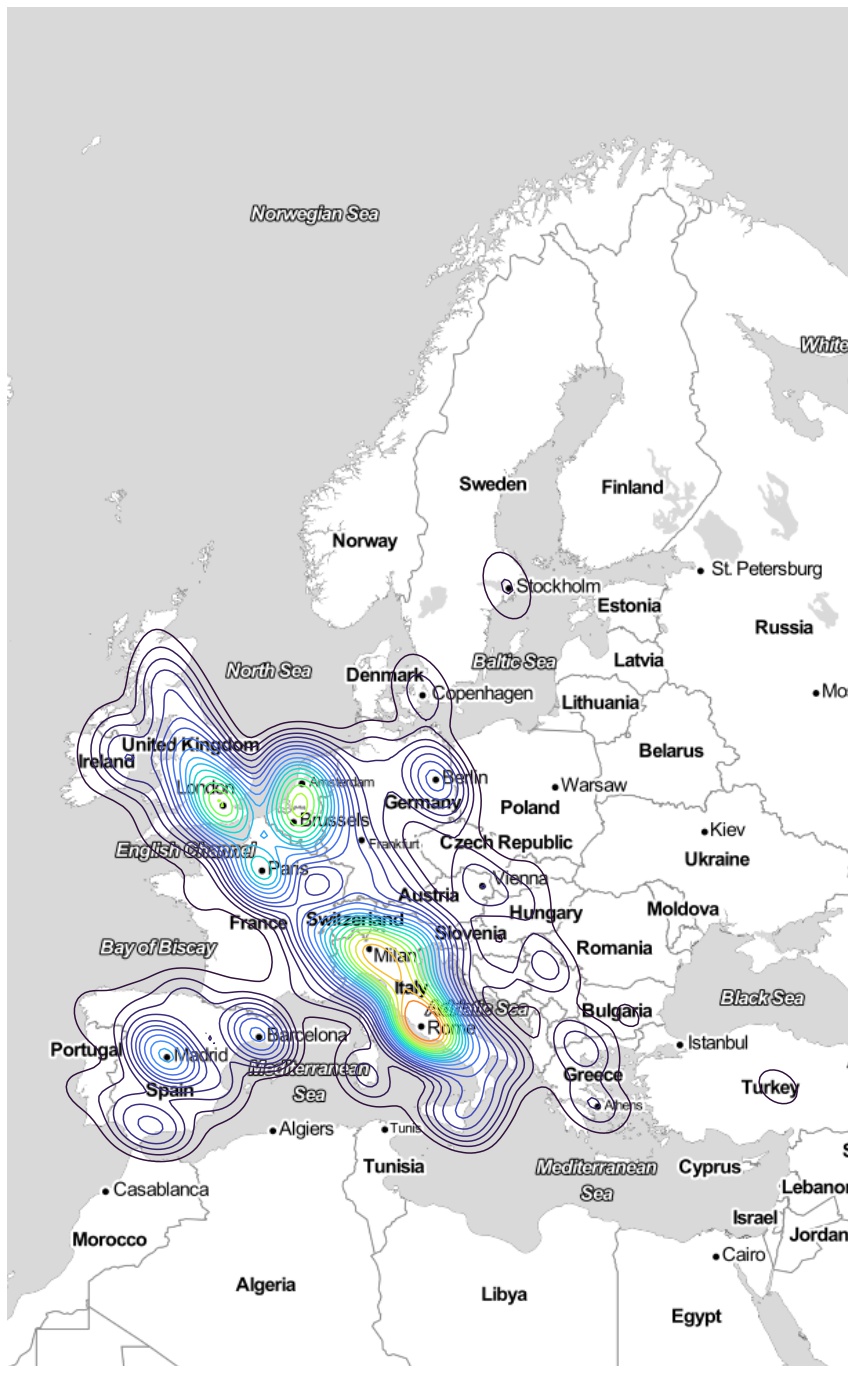 Norwegian Sea
White
Sweden
Finland
Norway
St. Petersburg
Stockholm
Estonia
Russia
North Sea
Baltic Sea
Latvia
Denmark
Copenhagen
Mos
Lithuania
United Kingdom
Belarus
Ireland
London
Amsterdam
Berlin
Warsaw
Germany
Poland
Brussels
Kiev
English Channel
Frankfurt
Czech Republic
Ukraine
Paris
Vienna
Austria
Moldova
France
Switzerland
Hungary
Slovenia
Bay of Biscay
Romania
Milan
Italy
Black Sea
Adriatic Sea
Bulgaria
Rome
Barcelona
Istanbul
Portugal
Madrid
Mediterranean
Sea
Greece
Spain
Turkey
Athens
Algiers
Tunis
Tunisia
Mediterranean
Sea
Cyprus
Casablanca
Lebanon
Israel
Morocco
Jordan
Cairo
Algeria
Libya
Egypt